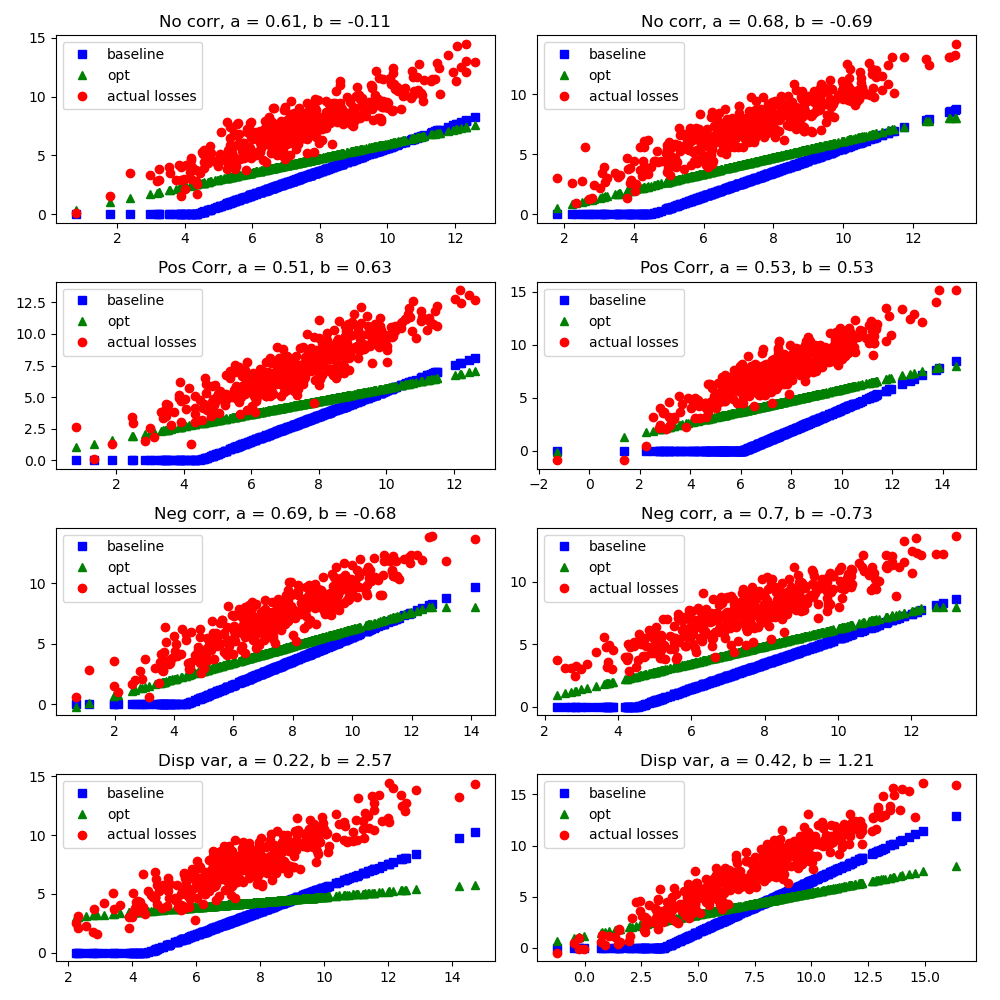 No corr, a = 0.61, b = -0.11
15
10
5
0
baseline
opt
actual losses
2 4 6 8 10 12
No corr, a = 0.68, b = -0.69
10
5
0
baseline
opt
actual losses
2 4 6 8 10 12
Pos Corr, a = 0.51, b = 0.63
12.5
10.0
7.5
5.0
2.5
0.0
baseline
opt
actual losses
2 4 6 8 10 12
Pos Corr, a = 0.53, b = 0.53
15
10
5
0
baseline
opt
actual losses
−2 0 2 4 6 8 10 12 14
Neg corr, a = 0.69, b = -0.68
10
5
0
baseline
opt
actual losses
2 4 6 8 10 12 14
Neg corr, a = 0.7, b = -0.73
10
5
0
baseline
opt
actual losses
2 4 6 8 10 12
Disp var, a = 0.22, b = 2.57
15
10
5
0
baseline
opt
actual losses
2 4 6 8 10 12 14
Disp var, a = 0.42, b = 1.21
15
10
5
0
baseline
opt
actual losses
0.0 2.5 5.0 7.5 10.0 12.5 15.0